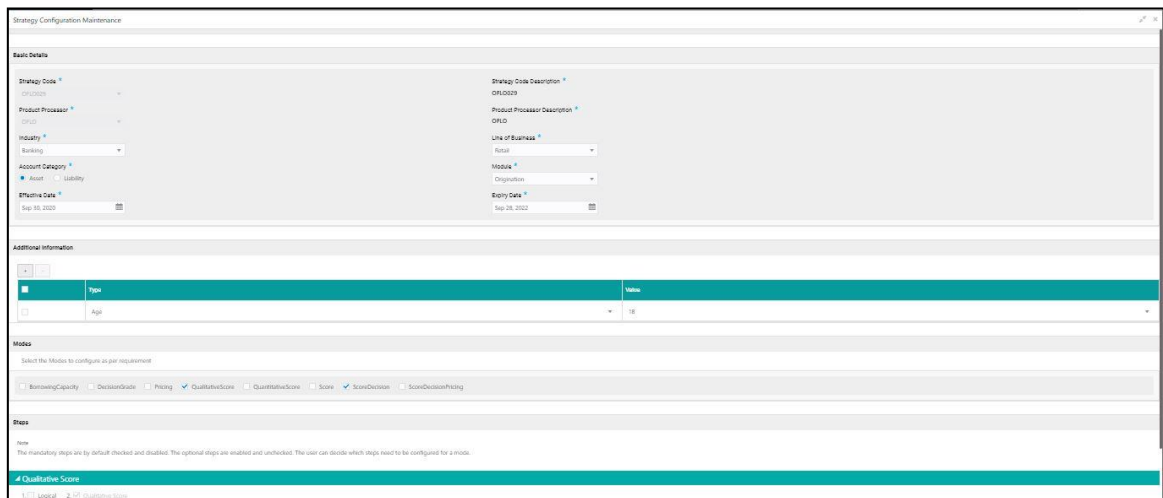 Strategy Configuration Maintenance
Basic Details
Strategy Code * Strategy Code Description *
OFLO029 OFLO029
Product Processor * Product Processor Description *
OFLO OFLO
Industry * Line of Business *
Banking Retail
Account Category * Module *
Asset Liability Origination
Effective Date * Expiry Date *
Sep 30, 2020 Sep 28, 2022
Additional Information
Type Value
18
Modes
Select the Modes to configure as per requirement
BorrowingCapacity DecisionGrade Pricing QualitativeScore QuantitativeScore Score ScoreDecision ScoreDecisionPricing
Steps
Note
The mandatory steps are by default checked and disabled. The optional steps are enabled and unchecked. The user can decide which steps need to be configured for a mode.
Qualitative Score
1. Logical 2. Qualitative Score